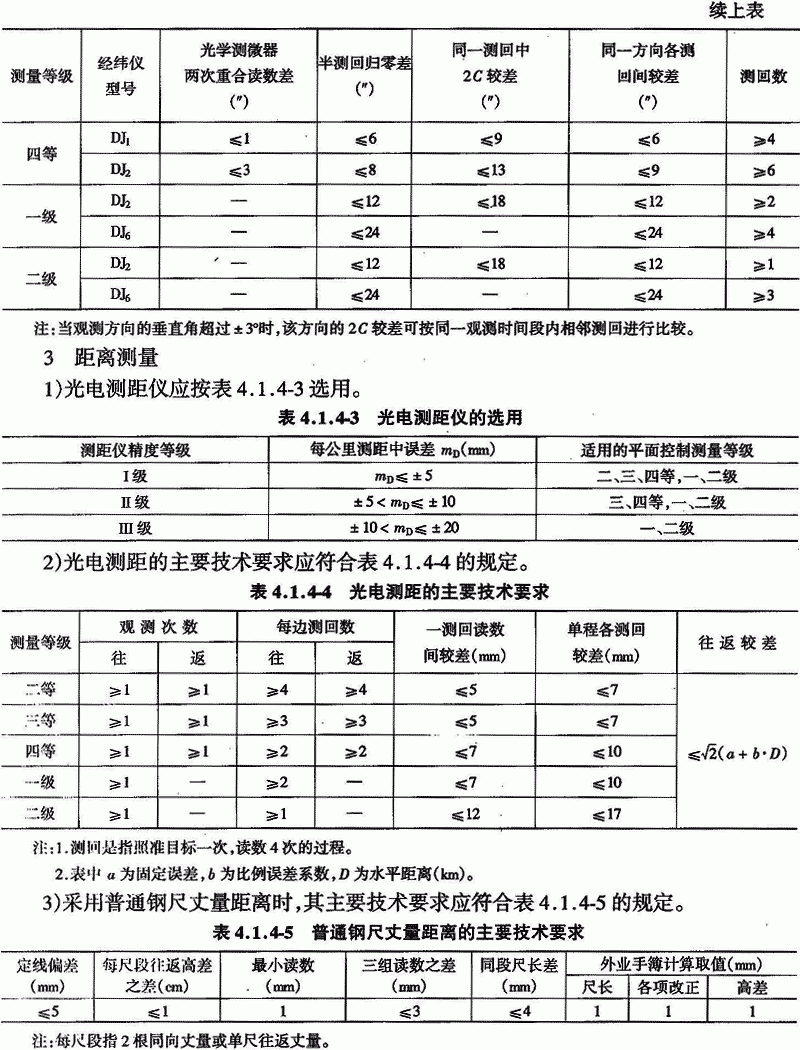 续上表
测量等级 经纬仪型号 光学测微器两次重合读数差(″) 半测回归零差(″) 同一测回中2C较差(″) 同一方向各测回间较差(″) 测回数
四等 DJ₁ ≤1 ≤6 ≤9 ≤6 ≥4
DJ₂ ≤3 ≤8 ≤13 ≤9 ≥6
一级 DJ₂ — ≤12 ≤18 ≤12 ≥2
DJ₆ — ≤24 — ≤24 ≥4
二级 DJ₂ — ≤12 ≤18 ≤12 ≥1
DJ₆ — ≤24 — ≤24 ≥3
注:当观测方向的垂直角超过±3°时,该方向的2C较差可按同一观测时间段内相邻测回进行比较。
3 距离测量
1)光电测距仪应按表4.1.4-3选用。
表4.1.4-3 光电测距仪的选用
测距仪精度等级 每公里测距中误差 m_D(mm) 适用的平面控制测量等级
Ⅰ级 m_D≤±5 二、三、四等,一、二级
Ⅱ级 ±5<m_D≤±10 三、四等,一、二级
Ⅲ级 ±10<m_D≤±20 一、二级
2)光电测距的主要技术要求应符合表4.1.4-4的规定。
表4.1.4-4 光电测距的主要技术要求
测量等级 观测次数 每边测回数 一测回读数间较差(mm) 单程各测回较差(mm) 往返较差
往 返 往 返
二等 ≥1 ≥1 ≥4 ≥4 ≤5 ≤7
三等 ≥1 ≥1 ≥3 ≥3 ≤5 ≤7
四等 ≥1 ≥1 ≥2 ≥2 ≤7 ≤10 ≤√2(a+b·D)
一级 ≥1 — ≥2 — ≤7 ≤10
二级 ≥1 — ≥1 — ≤12 ≤17
注:1.测回是指照准目标一次,读数4次的过程。
2.表中a为固定误差,b为比例误差系数,D为水平距离(km)。
3)采用普通钢尺丈量距离时,其主要技术要求应符合表4.1.4-5的规定。
表4.1.4-5 普通钢尺丈量距离的主要技术要求
定线偏差(mm) 每尺段往返高差之差(cm) 最小读数(mm) 三组读数之差(mm) 同段尺长差(mm) 外业手簿计算取值(mm)
尺长 各项改正 高差
≤5 ≤1 1 ≤3 ≤4 1 1 1
注:每尺段指2根同向丈量或单尺往返丈量。